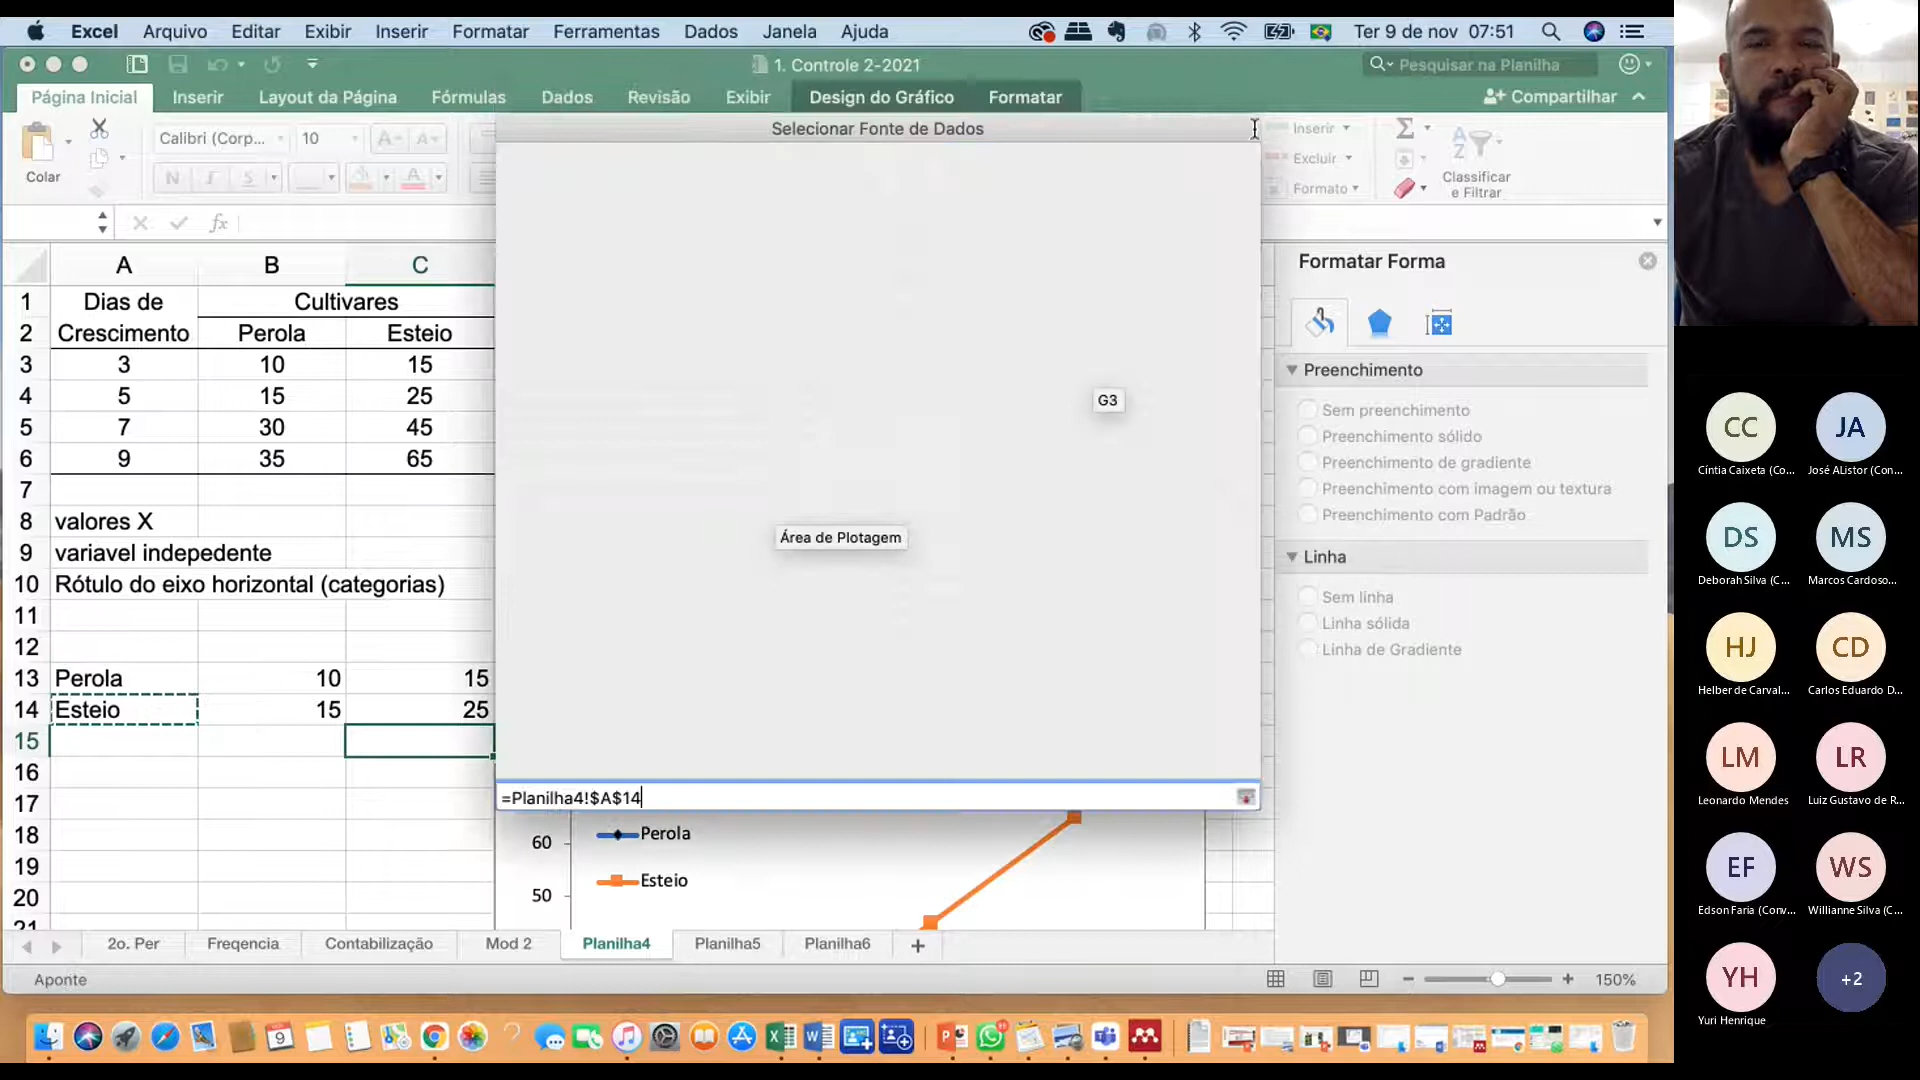 Excel Arquivo Editar Exibir Inserir Formatar Ferramentas Dados Janela Ajuda Ter 9 de nov 07:51
1. Controle 2-2021
Pesquisar na Planilha
Página Inicial Inserir Layout da Página Fórmulas Dados Revisão Exibir Design do Gráfico Formatar Compartilhar
Colar
Calibri (Corp... 10 A A
N I S A
Selecionar Fonte de Dados
Inserir
Excluir
Formato
Classificar
e Filtrar
fx
A B C
1 Dias de Cultivares
2 Crescimento Perola Esteio
3 3 10 15
4 5 15 25
5 7 30 45
6 9 35 65
7
8 valores X
9 variavel indepedente
10 Rótulo do eixo horizontal (categorias)
11
12
13 Perola 10 15
14 Esteio 15 25
15
16
17
18
19
20
21
G3
Área de Plotagem
=Planilha4!$A$14
60
50
Perola
Esteio
Formatar Forma
Preenchimento
Sem preenchimento
Preenchimento sólido
Preenchimento de gradiente
Preenchimento com imagem ou textura
Preenchimento com Padrão
Linha
Sem linha
Linha sólida
Linha de Gradiente
2o. Per Freqencia Contabilização Mod 2 Planilha4 Planilha5 Planilha6 +
Aponte
150%
CC JA
Cíntia Caixeta (Co... José AListor (Con...
DS MS
Deborah Silva (C... Marcos Cardoso...
HJ CD
Helber de Carval... Carlos Eduardo D...
LM LR
Leonardo Mendes Luiz Gustavo de R...
EF WS
Edson Faria (Conv... Willianne Silva (C...
YH +2
Yuri Henrique